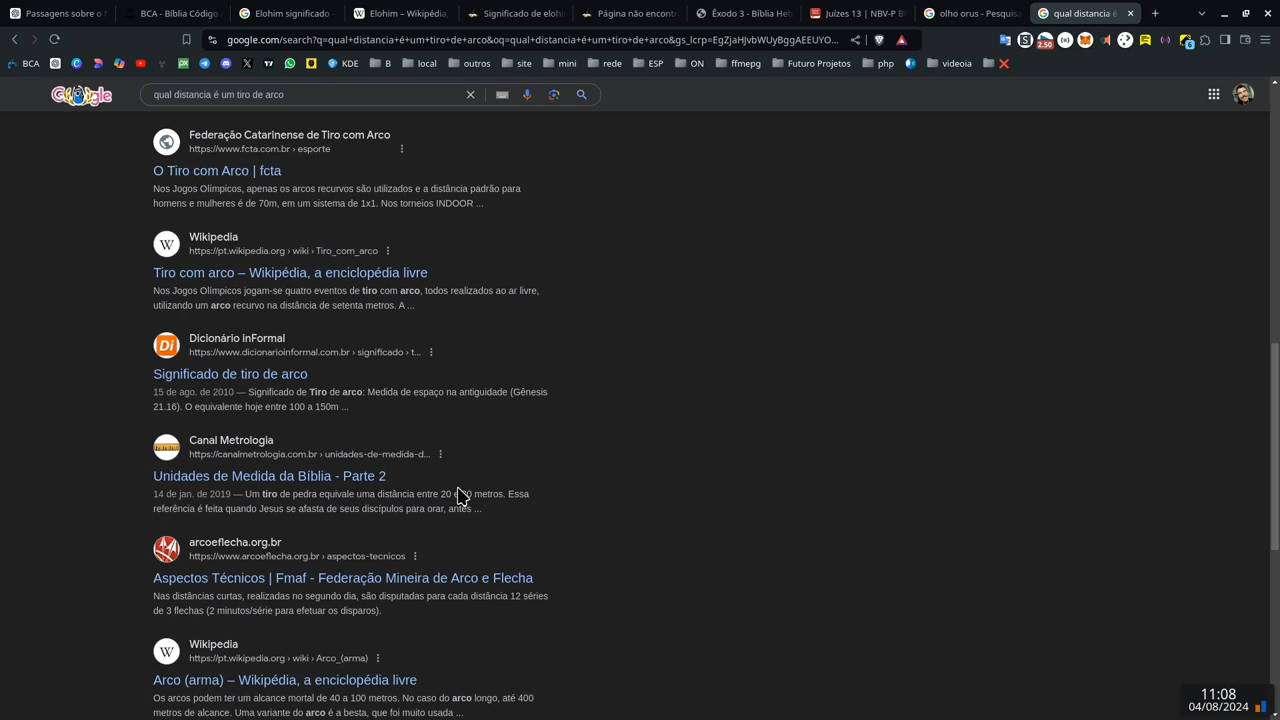 Passagens sobre o N
BCA - Bíblia Código A
Elohim significado -
Elohim – Wikipédia,
Significado de elohi
Página não encontr
Êxodo 3 - Bíblia Heb
Juízes 13 | NBV-P Bí
olho orus - Pesquisa
qual distancia é
google.com/search?q=qual+distancia+é+um+tiro+de+arco&oq=qual+distancia+é+um+tiro+de+arco&gs_lcrp=EgZjaHJvbWUyBggAEEUYO...
2.50
6
BCA
KDE
B
local
outros
site
mini
rede
ESP
ON
ffmepg
Futuro Projetos
php
videoia
qual distancia é um tiro de arco
Federação Catarinense de Tiro com Arco
https://www.fcta.com.br › esporte
O Tiro com Arco | fcta
Nos Jogos Olímpicos, apenas os arcos recurvos são utilizados e a distância padrão para
homens e mulheres é de 70m, em um sistema de 1x1. Nos torneios INDOOR ...
W
Wikipedia
https://pt.wikipedia.org › wiki › Tiro_com_arco
Tiro com arco – Wikipédia, a enciclopédia livre
Nos Jogos Olímpicos jogam-se quatro eventos de tiro com arco, todos realizados ao ar livre,
utilizando um arco recurvo na distância de setenta metros. A ...
Di
Dicionário inFormal
https://www.dicionarioinformal.com.br › significado › t...
Significado de tiro de arco
15 de ago. de 2010 — Significado de Tiro de arco: Medida de espaço na antiguidade (Gênesis
21.16). O equivalente hoje entre 100 a 150m ...
Canal Metrologia
https://canalmetrologia.com.br › unidades-de-medida-d...
Unidades de Medida da Bíblia - Parte 2
14 de jan. de 2019 — Um tiro de pedra equivale uma distância entre 20 metros. Essa
referência é feita quando Jesus se afasta de seus discípulos para orar, antes ...
arcoeflecha.org.br
https://www.arcoeflecha.org.br › aspectos-tecnicos
Aspectos Técnicos | Fmaf - Federação Mineira de Arco e Flecha
Nas distâncias curtas, realizadas no segundo dia, são disputadas para cada distância 12 séries
de 3 flechas (2 minutos/série para efetuar os disparos).
W
Wikipedia
https://pt.wikipedia.org › wiki › Arco_(arma)
Arco (arma) – Wikipédia, a enciclopédia livre
Os arcos podem ter um alcance mortal de 40 a 100 metros. No caso do arco longo, até 400
metros de alcance. Uma variante do arco é a besta, que foi muito usada ...
11:08
04/08/2024